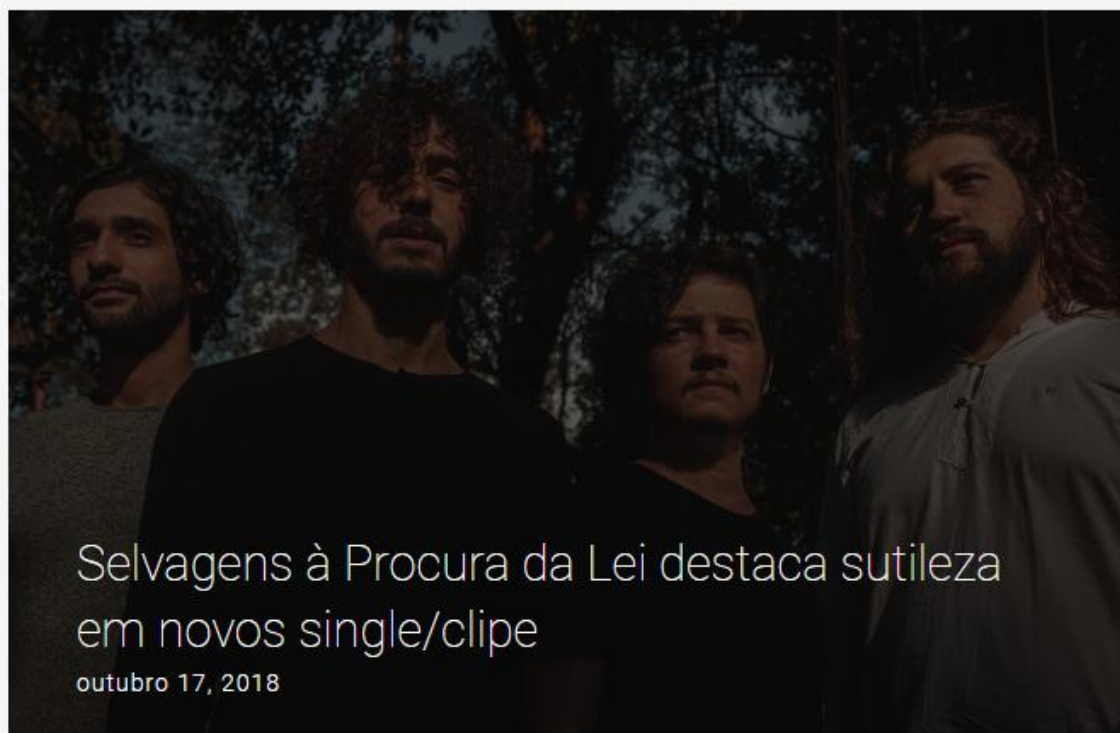 Selvagens à Procura da Lei destaca sutileza
em novos single/clipe
outubro 17, 2018